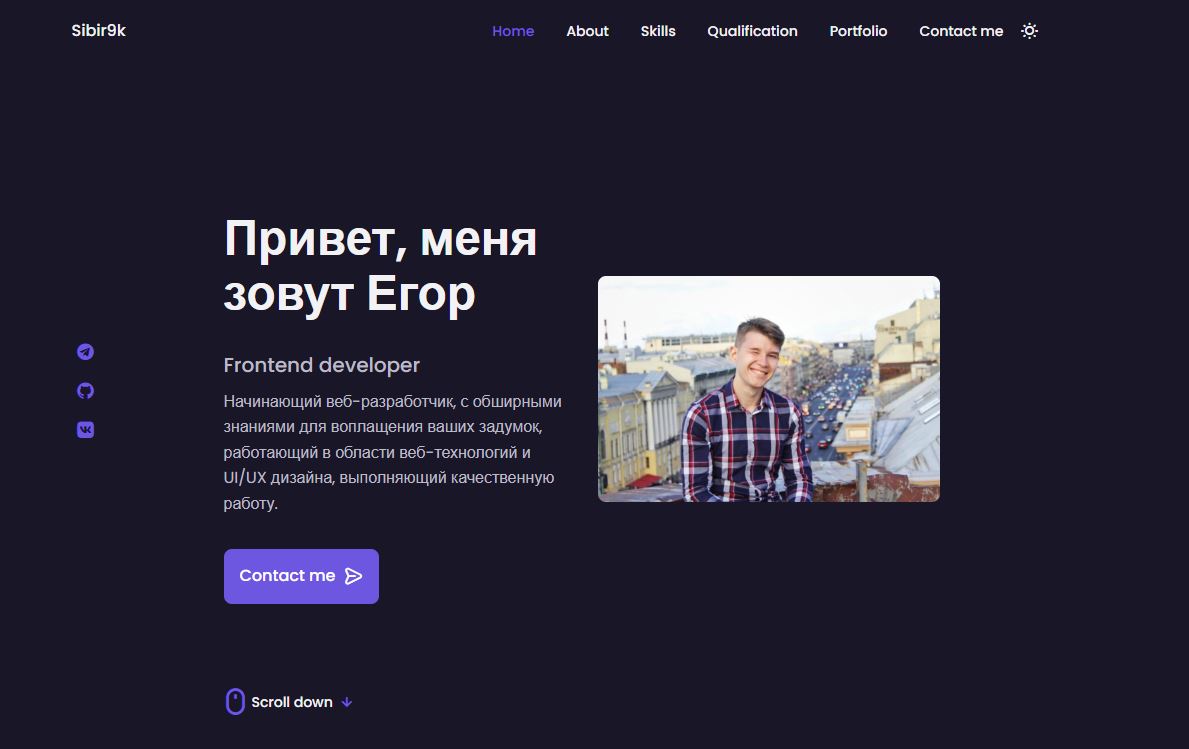 Sibir9k
Home About Skills Qualification Portfolio Contact me
Привет, меня
зовут Егор
Frontend developer
Начинающий веб-разработчик, с обширными
знаниями для воплащения ваших задумок,
работающий в области веб-технологий и
UI/UX дизайна, выполняющий качественную
работу.
Contact me
Scroll down